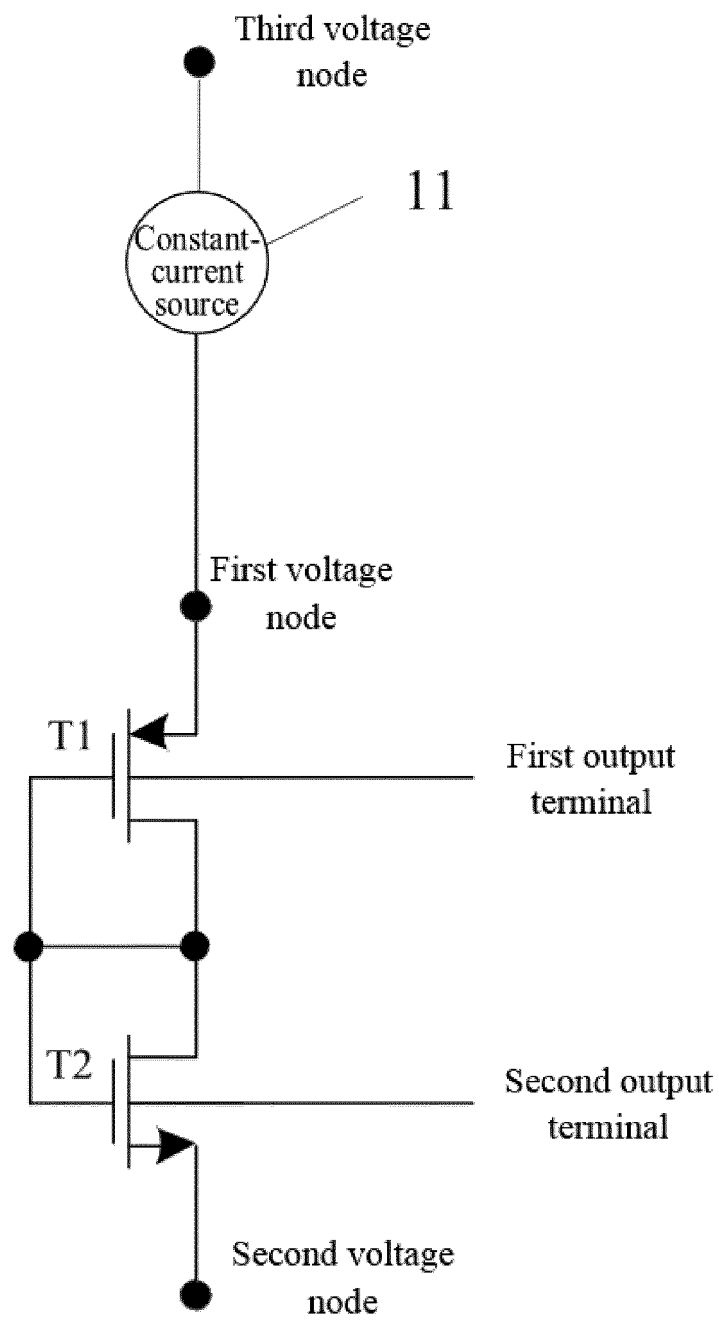 Third voltage
node
11
Constant-
current
source
First voltage
node
T1
First output
terminal
T2
Second output
terminal
Second voltage
node